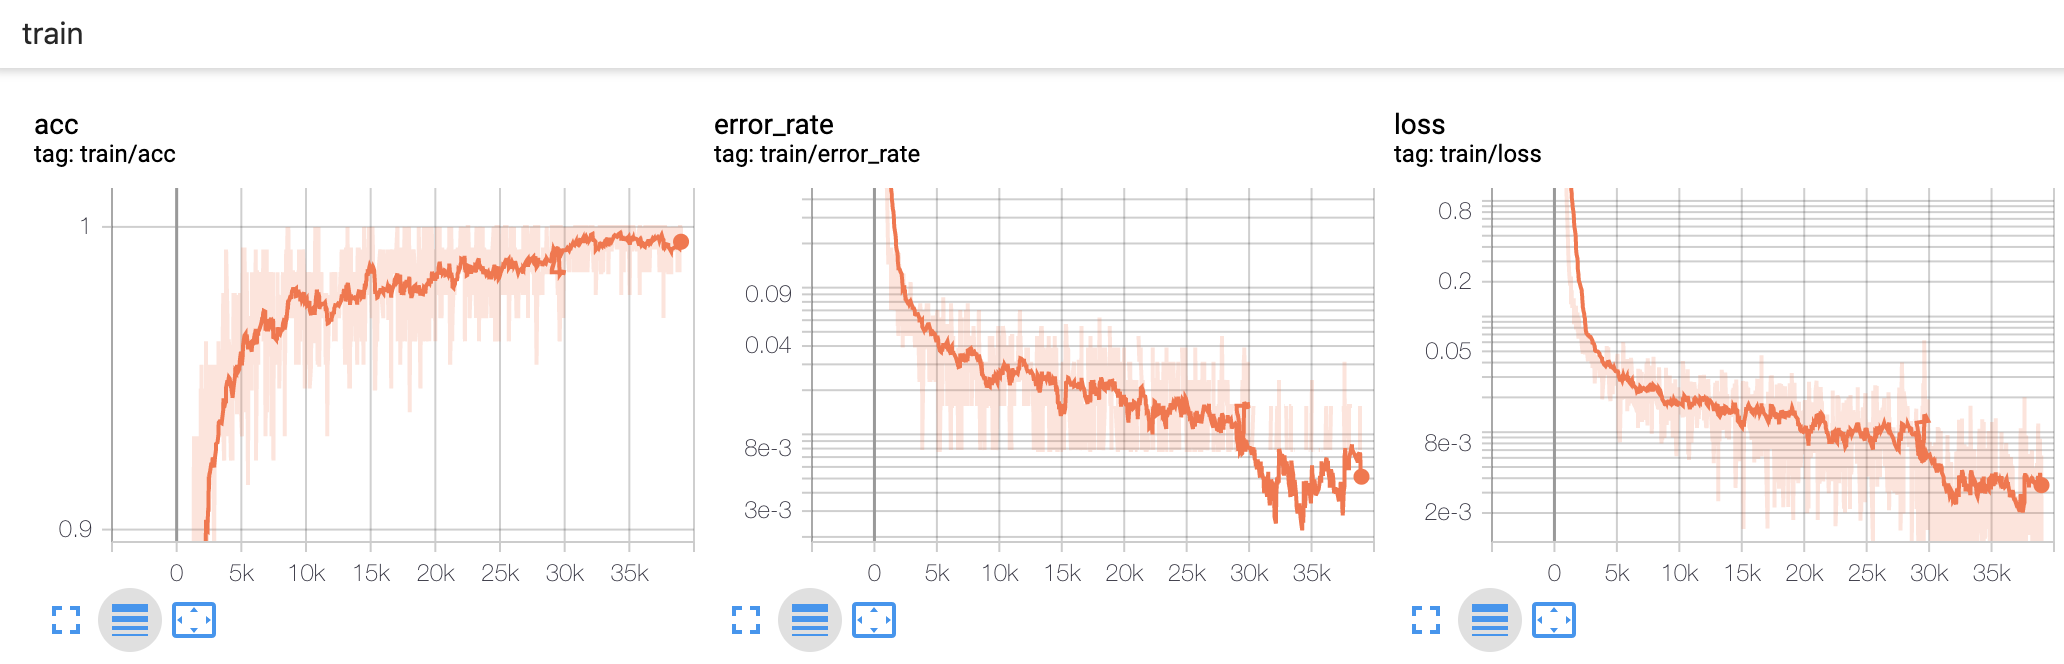 train
acc
tag: train/acc
1
0.9
0 5k 10k 15k 20k 25k 30k 35k
error_rate
tag: train/error_rate
0.09
0.04
8e-3
3e-3
0 5k 10k 15k 20k 25k 30k 35k
loss
tag: train/loss
0.8
0.2
0.05
8e-3
2e-3
0 5k 10k 15k 20k 25k 30k 35k